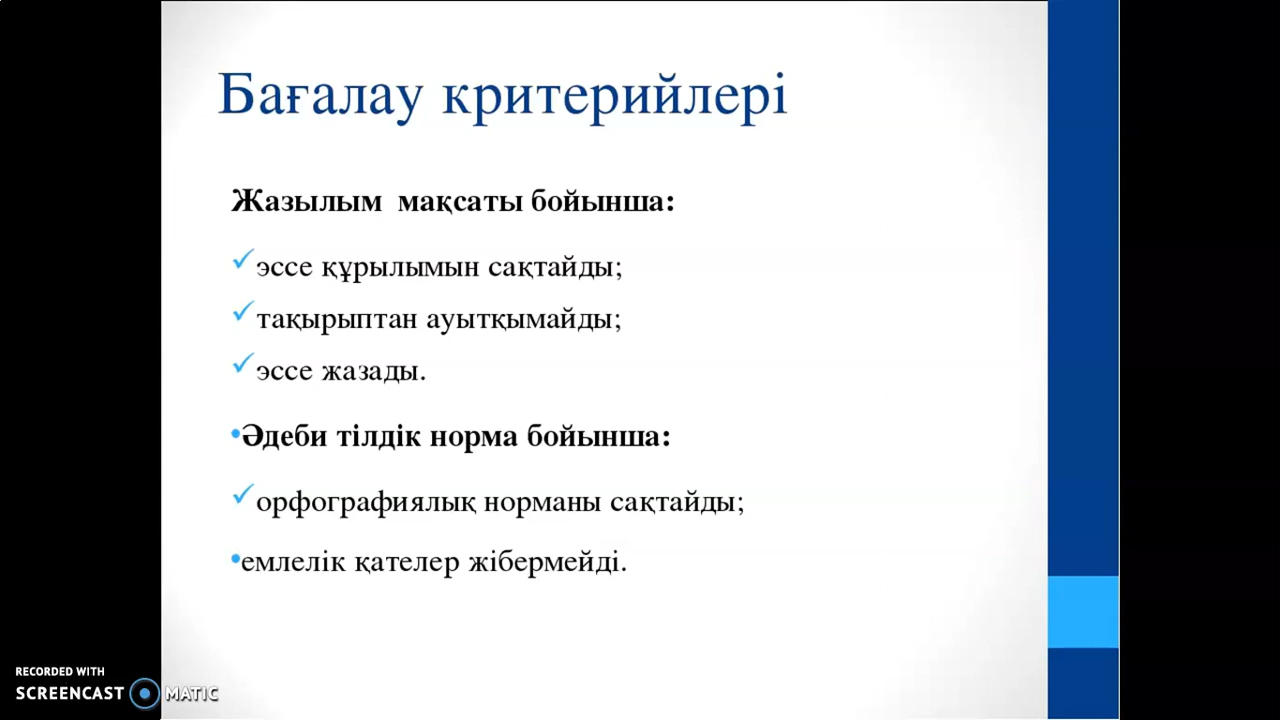 Бағалау критерийлері
Жазылым мақсаты бойынша:
эссе құрылымын сақтайды;
тақырыптан ауытқымайды;
эссе жазады.
Әдеби тілдік норма бойынша:
орфографиялық норманы сақтайды;
емлелік қателер жібермейді.
RECORDED WITH
SCREENCAST MATIC